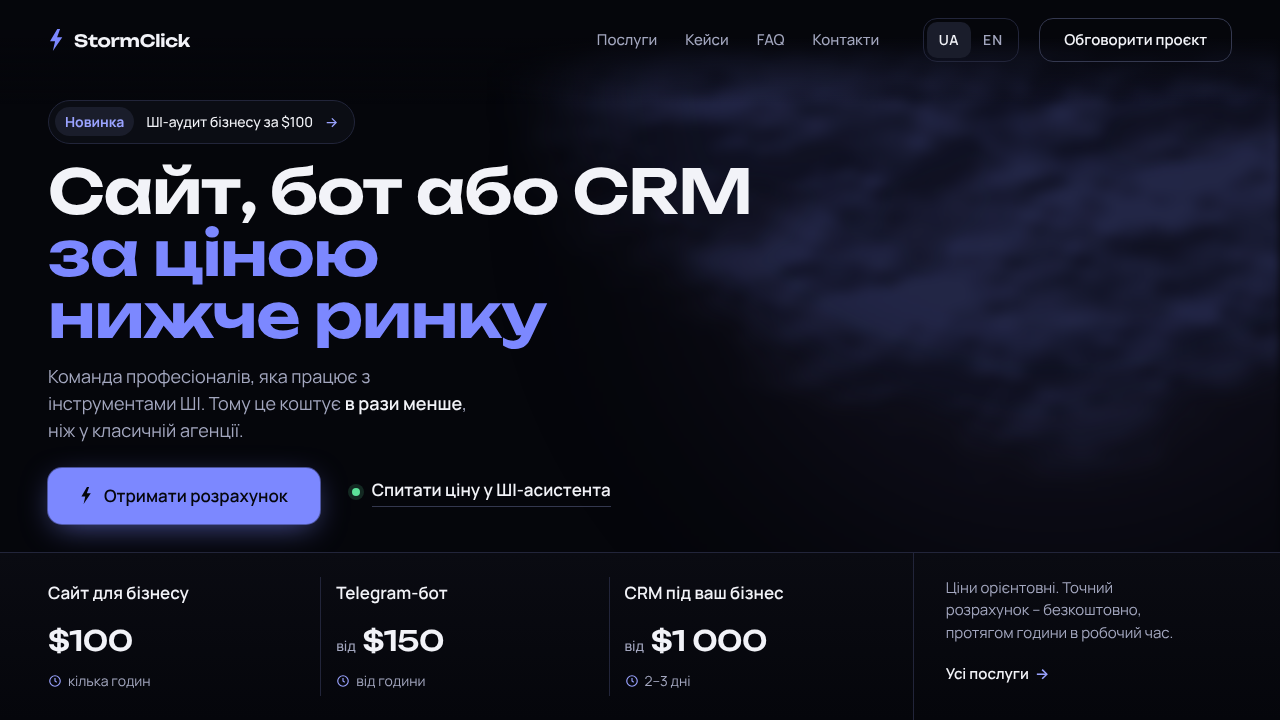 StormClick
Послуги
Кейси
FAQ
Контакти
UA
EN
Обговорити проєкт
Новинка
ШІ-аудит бізнесу за $100 →
Сайт, бот або CRM
за ціною
нижче ринку
Команда професіоналів, яка працює з
інструментами ШІ. Тому це коштує в рази менше,
ніж у класичній агенції.
Отримати розрахунок
Спитати ціну у ШІ-асистента
Сайт для бізнесу
$100
кілька годин
Telegram-бот
від $150
від години
CRM під ваш бізнес
від $1 000
2–3 дні
Ціни орієнтовні. Точний
розрахунок – безкоштовно,
протягом години в робочий час.
Усі послуги →